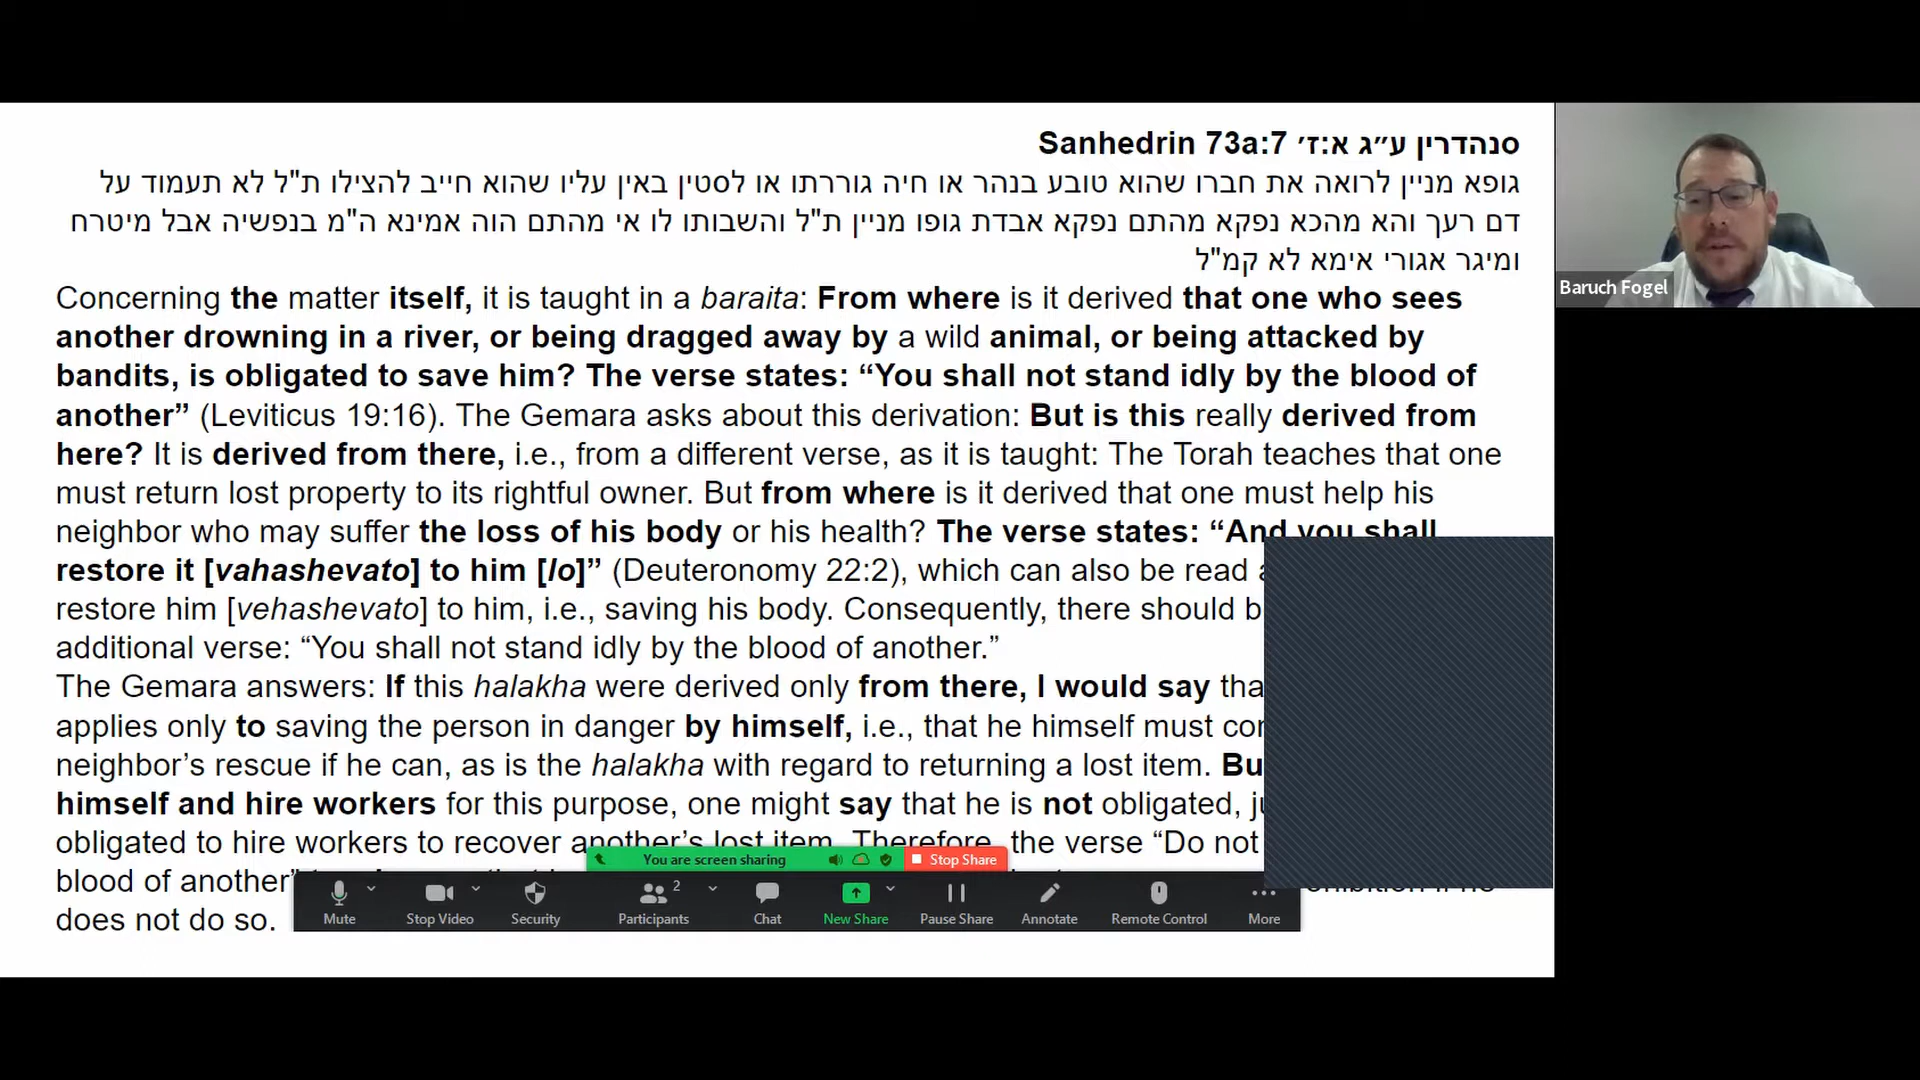 סנהדרין ע״ג א:ז׳ Sanhedrin 73a:7
גופא מניין לרואה את חברו שהוא טובע בנהר או חיה גוררתו או לסטין באין עליו שהוא חייב להצילו ת"ל לא תעמוד על
דם רעך והא מהכא נפקא מהתם נפקא אבדת גופו מניין ת"ל והשבותו לו אי מהתם הוה אמינא ה"מ בנפשיה אבל מיטרח
ומיגר אגורי אימא לא קמ"ל
Concerning the matter itself, it is taught in a baraita: From where is it derived that one who sees
another drowning in a river, or being dragged away by a wild animal, or being attacked by
bandits, is obligated to save him? The verse states: “You shall not stand idly by the blood of
another” (Leviticus 19:16). The Gemara asks about this derivation: But is this really derived from
here? It is derived from there, i.e., from a different verse, as it is taught: The Torah teaches that one
must return lost property to its rightful owner. But from where is it derived that one must help his
neighbor who may suffer the loss of his body or his health? The verse states: “And you shall
restore it [vahashevato] to him [lo]” (Deuteronomy 22:2), which can also be read
restore him [vehashevato] to him, i.e., saving his body. Consequently, there should
additional verse: “You shall not stand idly by the blood of another.”
The Gemara answers: If this halakha were derived only from there, I would say
applies only to saving the person in danger by himself, i.e., that he himself must
neighbor’s rescue if he can, as is the halakha with regard to returning a lost item.
himself and hire workers for this purpose, one might say that he is not obligated,
obligated to hire workers to recover another’s lost item. Therefore, the verse “Do not
blood of another”
does not do so.
Baruch Fogel
You are screen sharing Stop Share
Mute Stop Video Security Participants 2 Chat New Share Pause Share Annotate Remote Control More